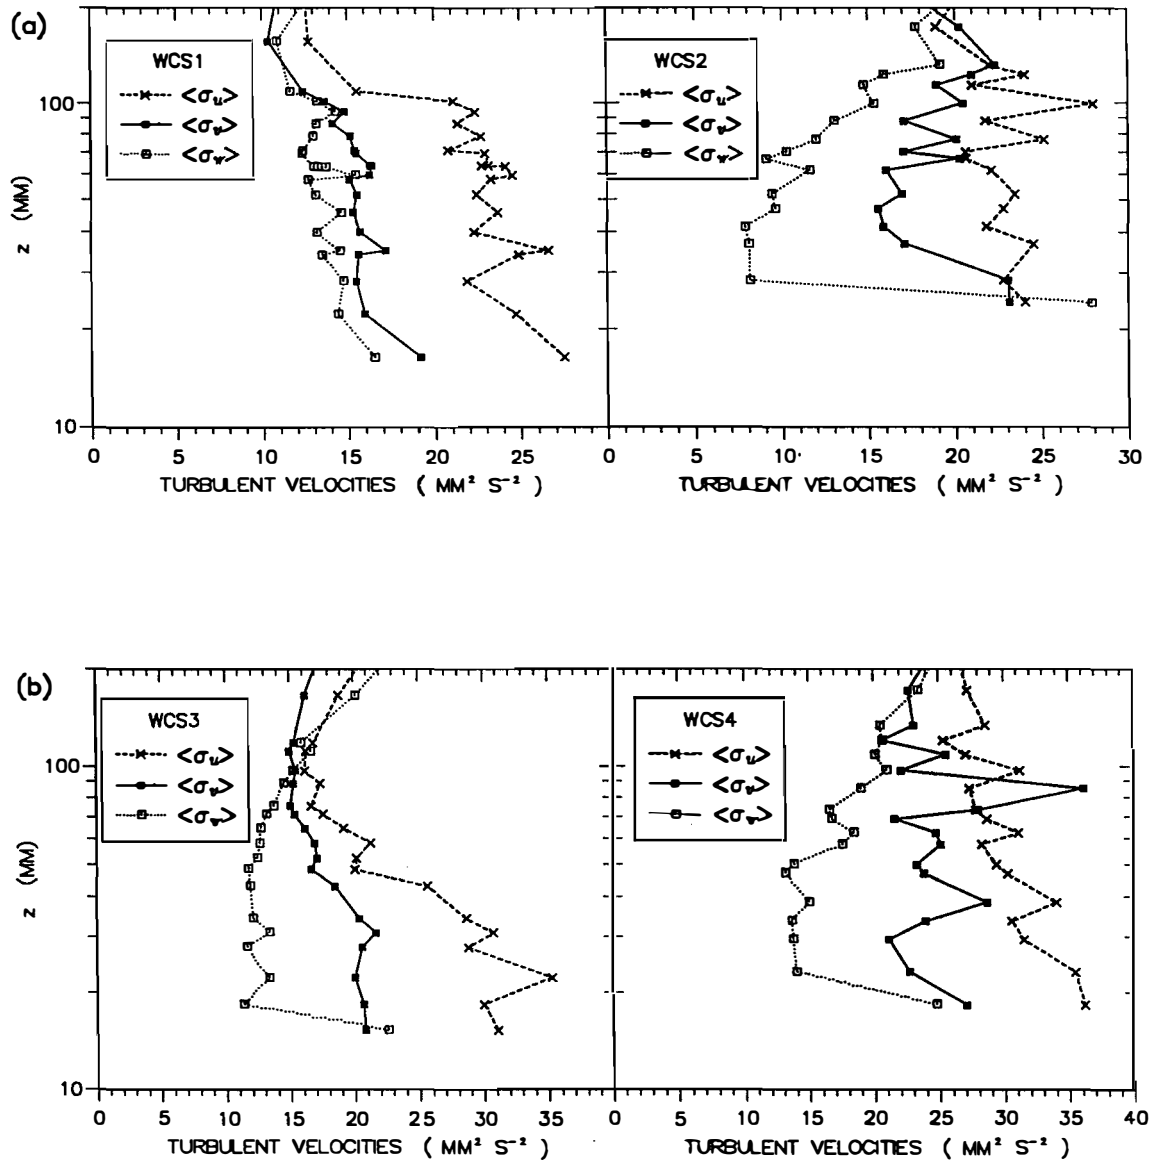 (a)
WCS1
<σu>
<σv>
<σw>
WCS2
<σu>
<σv>
<σw>
100
10
z (MM)
0 5 10 15 20 25 0 5 10 15 20 25 30
TURBULENT VELOCITIES ( MM² S⁻² ) TURBULENT VELOCITIES ( MM² S⁻² )
(b)
WCS3
<σu>
<σv>
<σw>
WCS4
<σu>
<σv>
<σw>
100
10
z (MM)
0 5 10 15 20 25 30 35 0 5 10 15 20 25 30 35 40
TURBULENT VELOCITIES ( MM² S⁻² ) TURBULENT VELOCITIES ( MM² S⁻² )